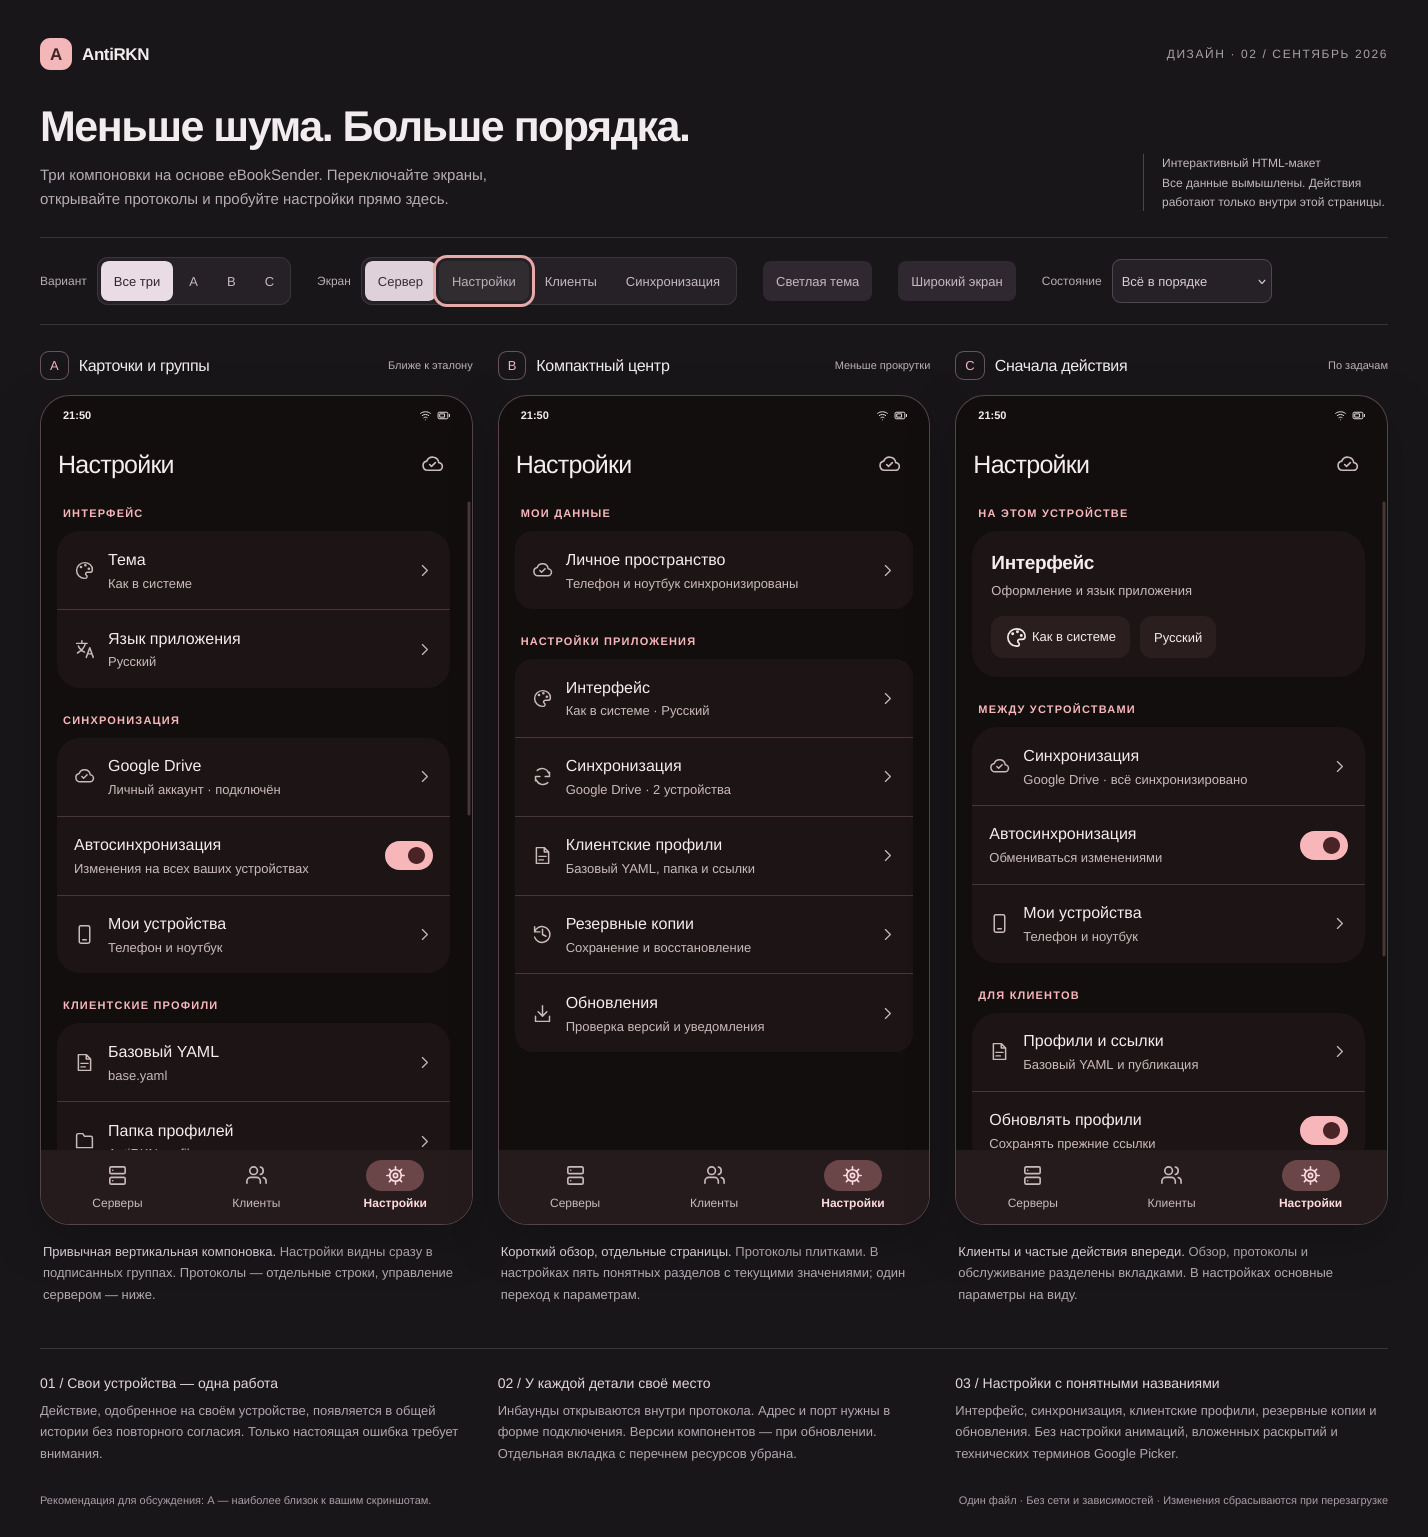 A AntiRKN
ДИЗАЙН · 02 / СЕНТЯБРЬ 2026
Меньше шума. Больше порядка.
Три компоновки на основе eBookSender. Переключайте экраны,
открывайте протоколы и пробуйте настройки прямо здесь.
Интерактивный HTML-макет
Все данные вымышлены. Действия
работают только внутри этой страницы.
Вариант Все три A B C Экран Сервер Настройки Клиенты Синхронизация Светлая тема Широкий экран Состояние Всё в порядке
A Карточки и группы Ближе к эталону
21:50
Настройки
ИНТЕРФЕЙС
Тема
Как в системе
Язык приложения
Русский
СИНХРОНИЗАЦИЯ
Google Drive
Личный аккаунт · подключён
Автосинхронизация
Изменения на всех ваших устройствах
Мои устройства
Телефон и ноутбук
КЛИЕНТСКИЕ ПРОФИЛИ
Базовый YAML
base.yaml
Папка профилей
Серверы Клиенты Настройки
Привычная вертикальная компоновка. Настройки видны сразу в
подписанных группах. Протоколы — отдельные строки, управление
сервером — ниже.
B Компактный центр Меньше прокрутки
21:50
Настройки
МОИ ДАННЫЕ
Личное пространство
Телефон и ноутбук синхронизированы
НАСТРОЙКИ ПРИЛОЖЕНИЯ
Интерфейс
Как в системе · Русский
Синхронизация
Google Drive · 2 устройства
Клиентские профили
Базовый YAML, папка и ссылки
Резервные копии
Сохранение и восстановление
Обновления
Проверка версий и уведомления
Серверы Клиенты Настройки
Короткий обзор, отдельные страницы. Протоколы плитками. В
настройках пять понятных разделов с текущими значениями; один
переход к параметрам.
C Сначала действия По задачам
21:50
Настройки
НА ЭТОМ УСТРОЙСТВЕ
Интерфейс
Оформление и язык приложения
Как в системе Русский
МЕЖДУ УСТРОЙСТВАМИ
Синхронизация
Google Drive · всё синхронизировано
Автосинхронизация
Обмениваться изменениями
Мои устройства
Телефон и ноутбук
ДЛЯ КЛИЕНТОВ
Профили и ссылки
Базовый YAML и публикация
Обновлять профили
Сохранять прежние ссылки
Серверы Клиенты Настройки
Клиенты и частые действия впереди. Обзор, протоколы и
обслуживание разделены вкладками. В настройках основные
параметры на виду.
01 / Свои устройства — одна работа
Действие, одобренное на своём устройстве, появляется в общей
истории без повторного согласия. Только настоящая ошибка требует
внимания.
02 / У каждой детали своё место
Инбаунды открываются внутри протокола. Адрес и порт нужны в
форме подключения. Версии компонентов — при обновлении.
Отдельная вкладка с перечнем ресурсов убрана.
03 / Настройки с понятными названиями
Интерфейс, синхронизация, клиентские профили, резервные копии и
обновления. Без настройки анимаций, вложенных раскрытий и
технических терминов Google Picker.
Рекомендация для обсуждения: A — наиболее близок к вашим скриншотам.
Один файл · Без сети и зависимостей · Изменения сбрасываются при перезагрузке